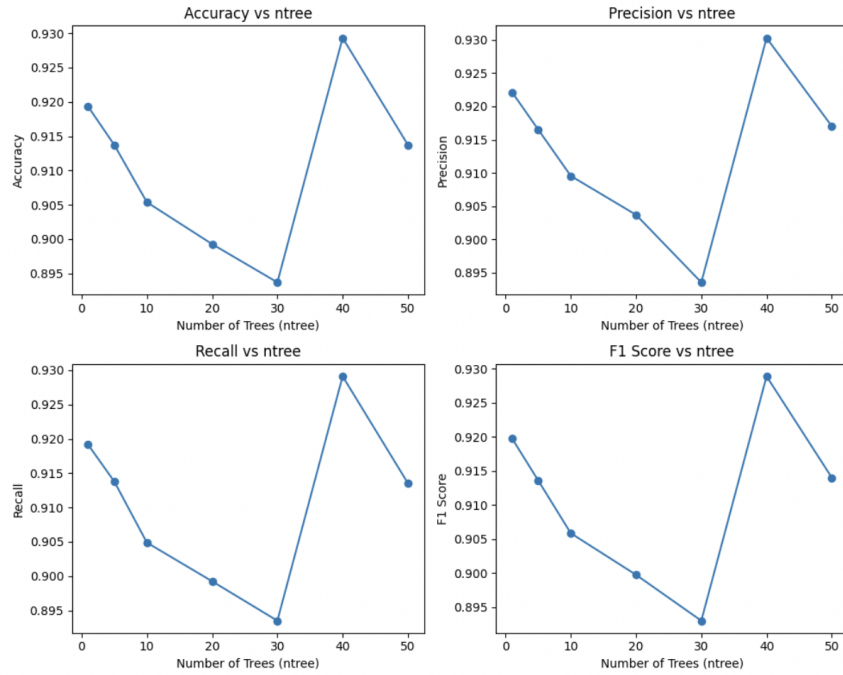 Accuracy vs ntree
0.930
0.925
0.920
0.915
0.910
0.905
0.900
0.895
Accuracy
0 10 20 30 40 50
Number of Trees (ntree)
Precision vs ntree
0.930
0.925
0.920
0.915
0.910
0.905
0.900
0.895
Precision
0 10 20 30 40 50
Number of Trees (ntree)
Recall vs ntree
0.930
0.925
0.920
0.915
0.910
0.905
0.900
0.895
Recall
0 10 20 30 40 50
Number of Trees (ntree)
F1 Score vs ntree
0.930
0.925
0.920
0.915
0.910
0.905
0.900
0.895
F1 Score
0 10 20 30 40 50
Number of Trees (ntree)